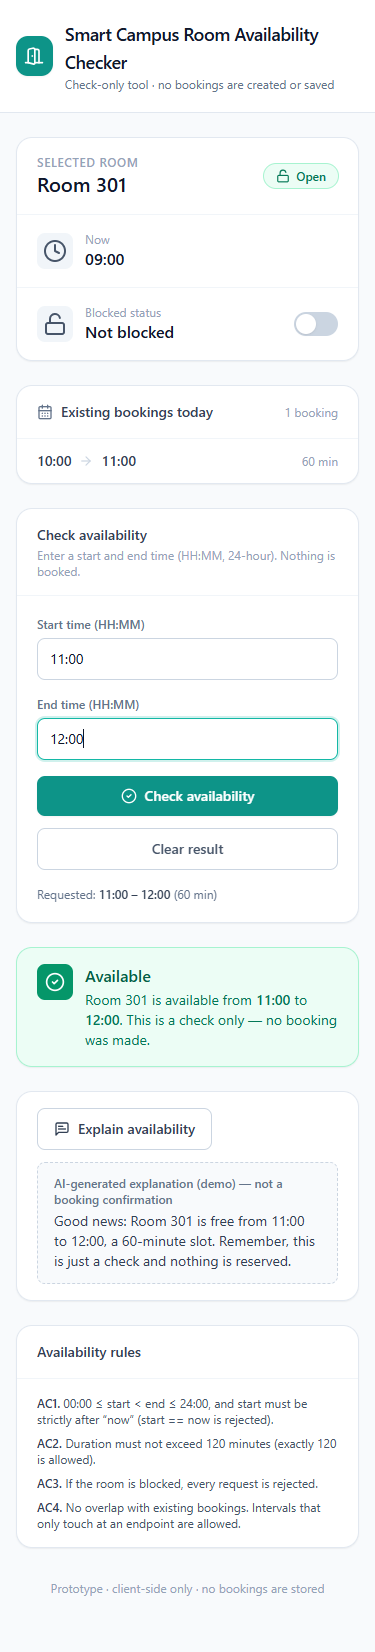 Smart Campus Room Availability
Checker
Check-only tool · no bookings are created or saved
SELECTED ROOM
Room 301
Open
Now
09:00
Blocked status
Not blocked
Existing bookings today
1 booking
10:00 → 11:00
60 min
Check availability
Enter a start and end time (HH:MM, 24-hour). Nothing is
booked.
Start time (HH:MM)
11:00
End time (HH:MM)
12:00
Check availability
Clear result
Requested: 11:00 – 12:00 (60 min)
Available
Room 301 is available from 11:00 to
12:00. This is a check only — no booking
was made.
Explain availability
AI-generated explanation (demo) — not a
booking confirmation
Good news: Room 301 is free from 11:00
to 12:00, a 60-minute slot. Remember, this
is just a check and nothing is reserved.
Availability rules
AC1. 00:00 ≤ start < end ≤ 24:00, and start must be
strictly after “now” (start == now is rejected).
AC2. Duration must not exceed 120 minutes (exactly 120
is allowed).
AC3. If the room is blocked, every request is rejected.
AC4. No overlap with existing bookings. Intervals that
only touch at an endpoint are allowed.
Prototype · client-side only · no bookings are stored